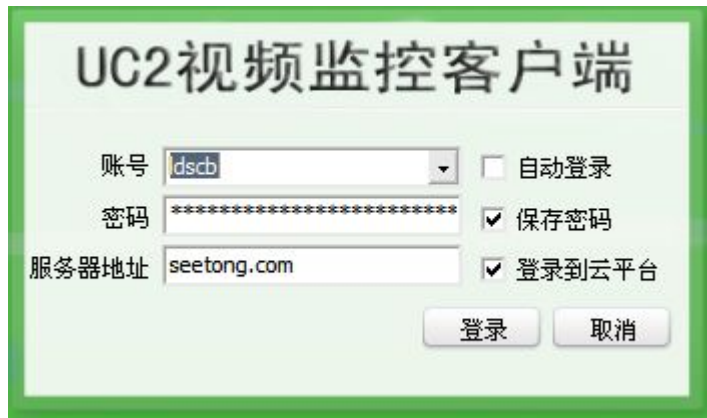 UC2视频监控客户端
账号 ldscb 自动登录
密码 ************************ 保存密码
服务器地址 seetong.com 登录到云平台
登录 取消